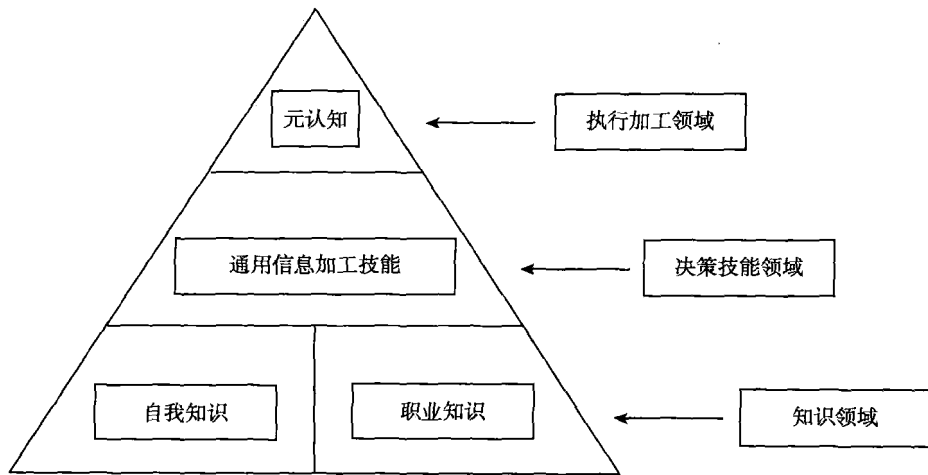 元认知
执行加工领域
通用信息加工技能
决策技能领域
自我知识
职业知识
知识领域